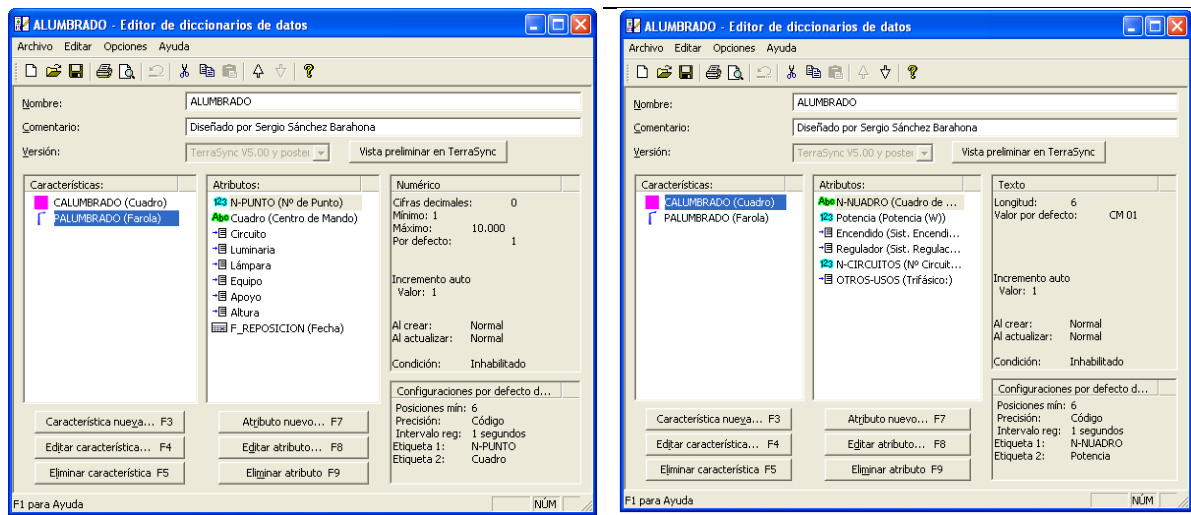 ALUMBRADO - Editor de diccionarios de datos
Archivo Editar Opciones Ayuda
Nombre: ALUMBRADO
Comentario: Diseñado por Sergio Sánchez Barahona
Versión: TerraSync V5.00 y poster Vista preliminar en TerraSync
Características:
CALUMBRADO (Cuadro)
PALUMBRADO (Farola)
Atributos:
123 N-PUNTO (Nº de Punto)
Abc Cuadro (Centro de Mando)
Circuito
Luminaria
Lámpara
Equipo
Apoyo
Altura
F_REPOSICION (Fecha)
Numérico
Cifras decimales: 0
Mínimo: 1
Máximo: 10.000
Por defecto: 1
Incremento auto
Valor: 1
Al crear: Normal
Al actualizar: Normal
Condición: Inhabilitado
Configuraciones por defecto d...
Posiciones mín: 6
Precisión: Código
Intervalo reg: 1 segundos
Etiqueta 1: N-PUNTO
Etiqueta 2: Cuadro
Característica nueva... F3
Editar característica... F4
Eliminar característica F5
Atributo nuevo... F7
Editar atributo... F8
Eliminar atributo F9
F1 para Ayuda NÚM
ALUMBRADO - Editor de diccionarios de datos
Archivo Editar Opciones Ayuda
Nombre: ALUMBRADO
Comentario: Diseñado por Sergio Sánchez Barahona
Versión: TerraSync V5.00 y poster Vista preliminar en TerraSync
Características:
CALUMBRADO (Cuadro)
PALUMBRADO (Farola)
Atributos:
Abc N-NUADRO (Cuadro de ...
123 Potencia (Potencia (W))
Encendido (Sist. Encendi...
Regulador (Sist. Regulac...
123 N-CIRCUITOS (Nº Circuit...
OTROS-USOS (Trifásico:)
Texto
Longitud: 6
Valor por defecto: CM 01
Incremento auto
Valor: 1
Al crear: Normal
Al actualizar: Normal
Condición: Inhabilitado
Configuraciones por defecto d...
Posiciones mín: 6
Precisión: Código
Intervalo reg: 1 segundos
Etiqueta 1: N-NUADRO
Etiqueta 2: Potencia
Característica nueva... F3
Editar característica... F4
Eliminar característica F5
Atributo nuevo... F7
Editar atributo... F8
Eliminar atributo F9
F1 para Ayuda NÚM